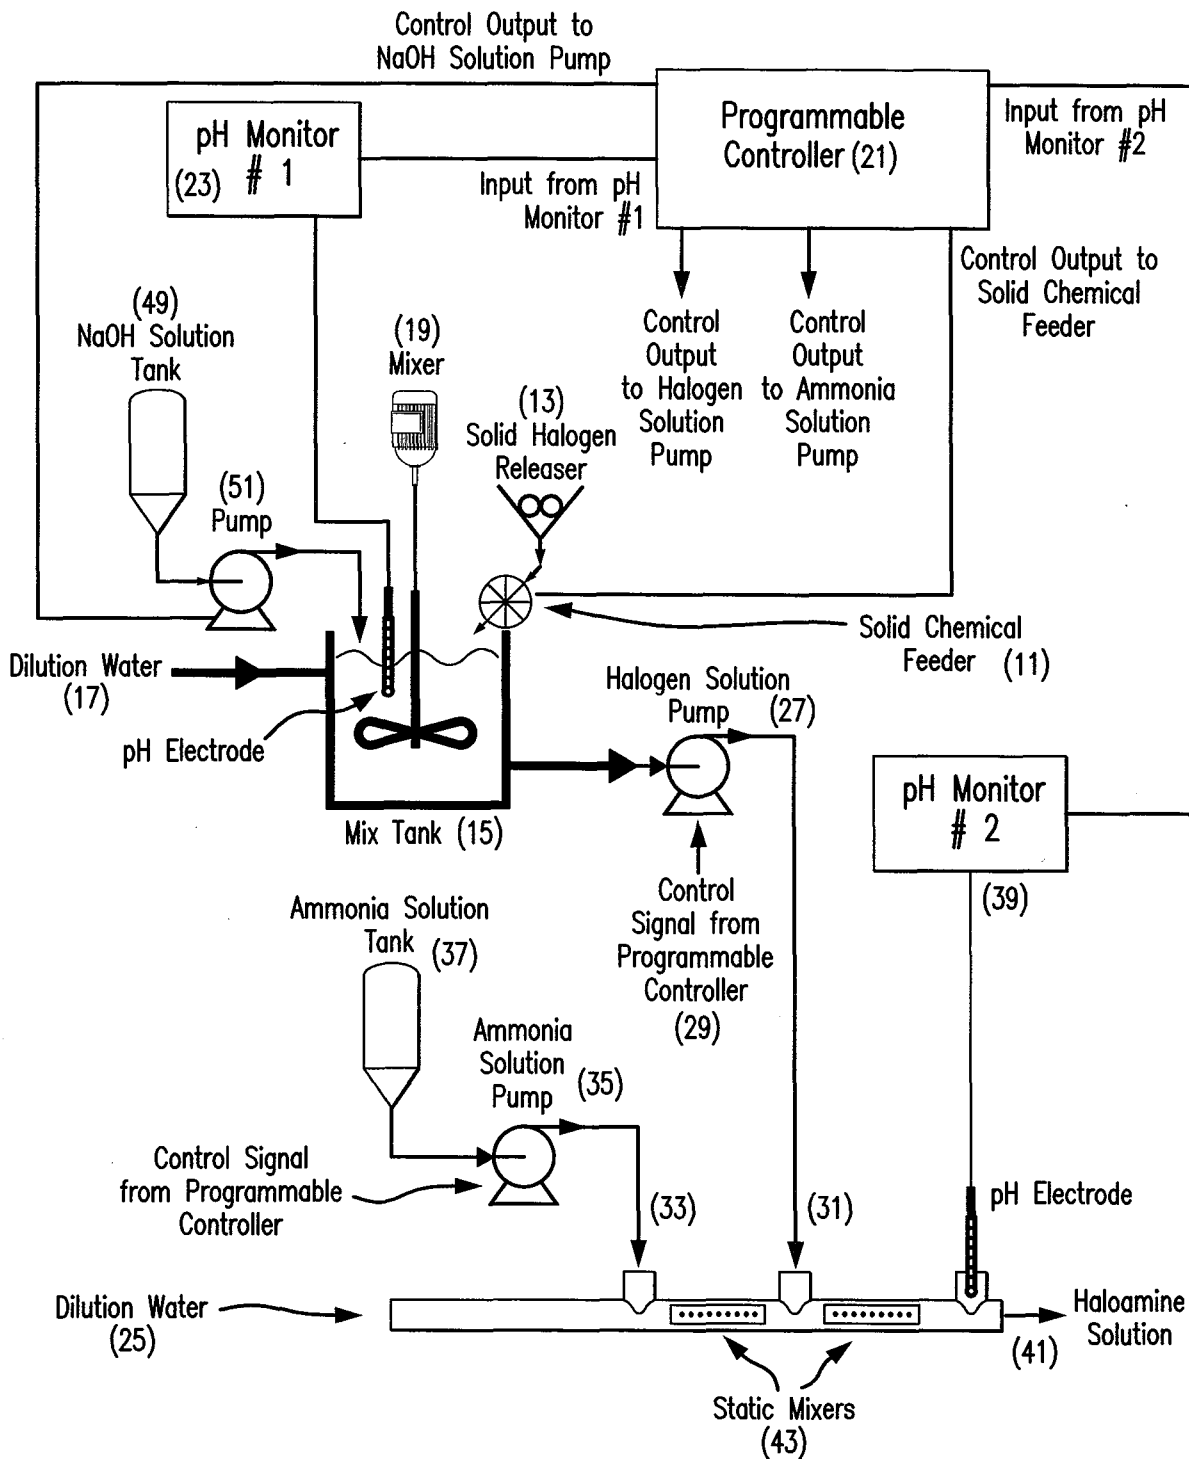 Control Output to
NaOH Solution Pump
pH Monitor
# 1
(23)
Programmable
Controller (21)
Input from pH
Monitor #2
Input from pH
Monitor #1
Control Output to
Solid Chemical
Feeder
(49)
NaOH Solution
Tank
(19)
Mixer
(13)
Solid Halogen
Releaser
Control
Output
to Halogen
Solution
Pump
Control
Output
to Ammonia
Solution
Pump
(51)
Pump
Solid Chemical
Feeder (11)
Dilution Water
(17)
pH Electrode
Halogen Solution
Pump (27)
Mix Tank (15)
pH Monitor
# 2
(39)
Control
Signal from
Programmable
Controller
(29)
Ammonia Solution
Tank (37)
Ammonia
Solution
Pump (35)
Control Signal
from Programmable
Controller
(33)
(31)
pH Electrode
Dilution Water
(25)
Haloamine
Solution
(41)
Static Mixers
(43)